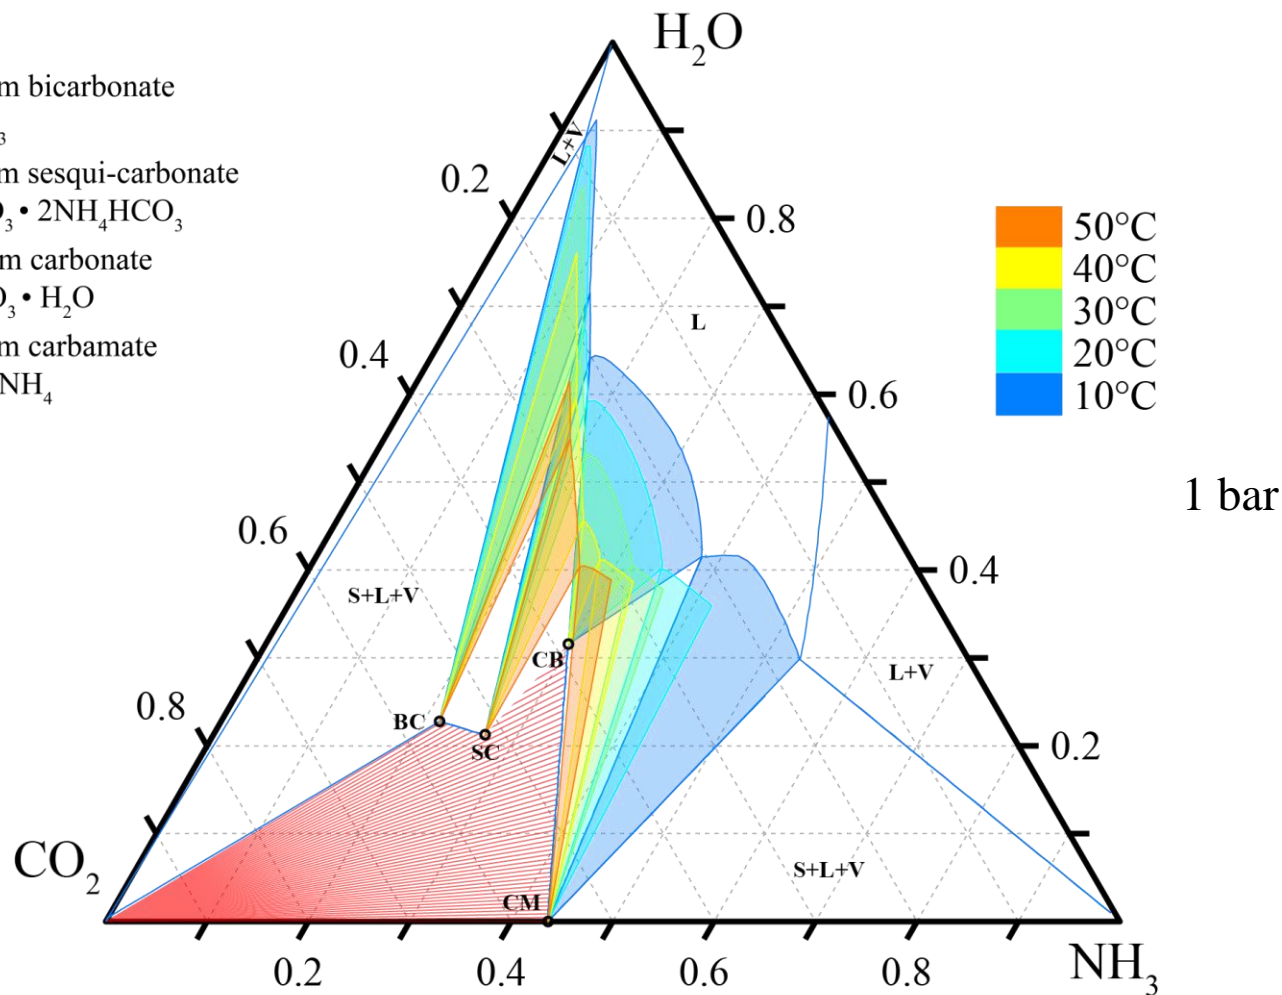 H₂O
m bicarbonate
3
m sesqui-carbonate
O₃ • 2NH₄HCO₃
m carbonate
O₃ • H₂O
m carbamate
NH₄
L+V
0.2
0.8
50°C
40°C
30°C
20°C
10°C
L
0.4
0.6
1 bar
0.6
0.4
S+L+V
CB
L+V
0.8
BC
SC
0.2
CO₂
S+L+V
CM
NH₃
0.2
0.4
0.6
0.8